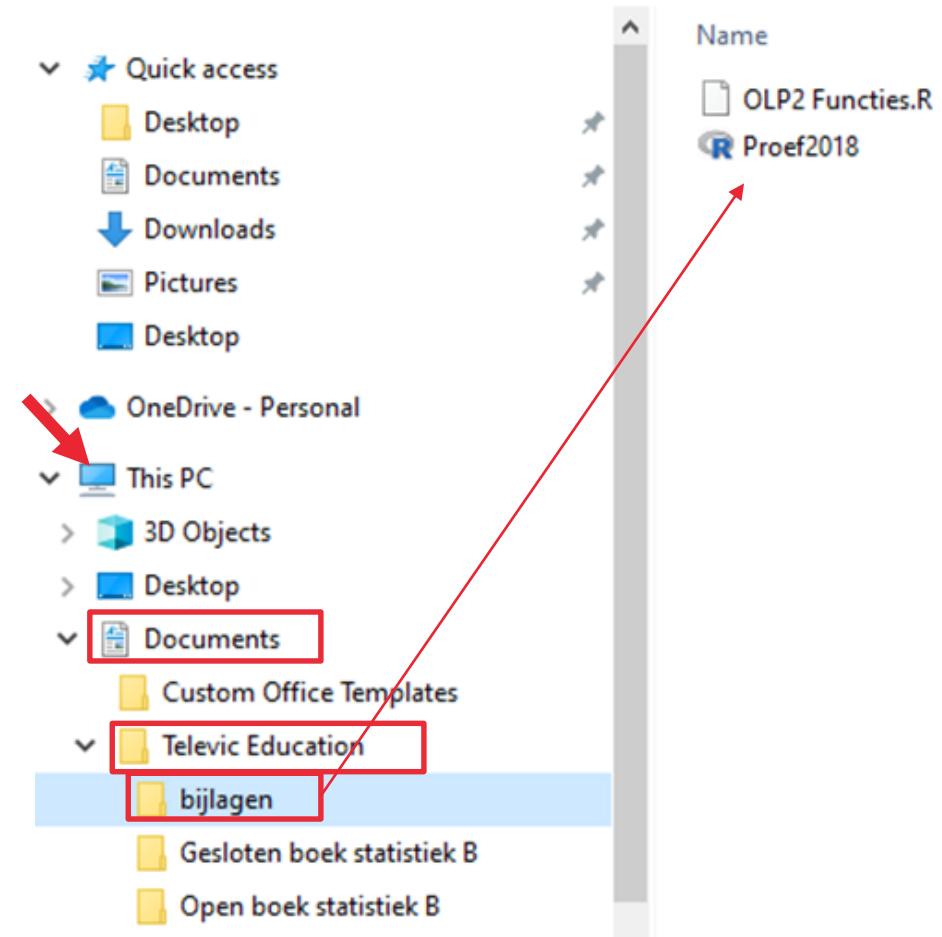 Quick access
Desktop
Documents
Downloads
Pictures
Desktop
OneDrive - Personal
This PC
3D Objects
Desktop
Documents
Custom Office Templates
Televic Education
bijlagen
Gesloten boek statistiek B
Open boek statistiek B
Name
OLP2 Functies.R
Proef2018